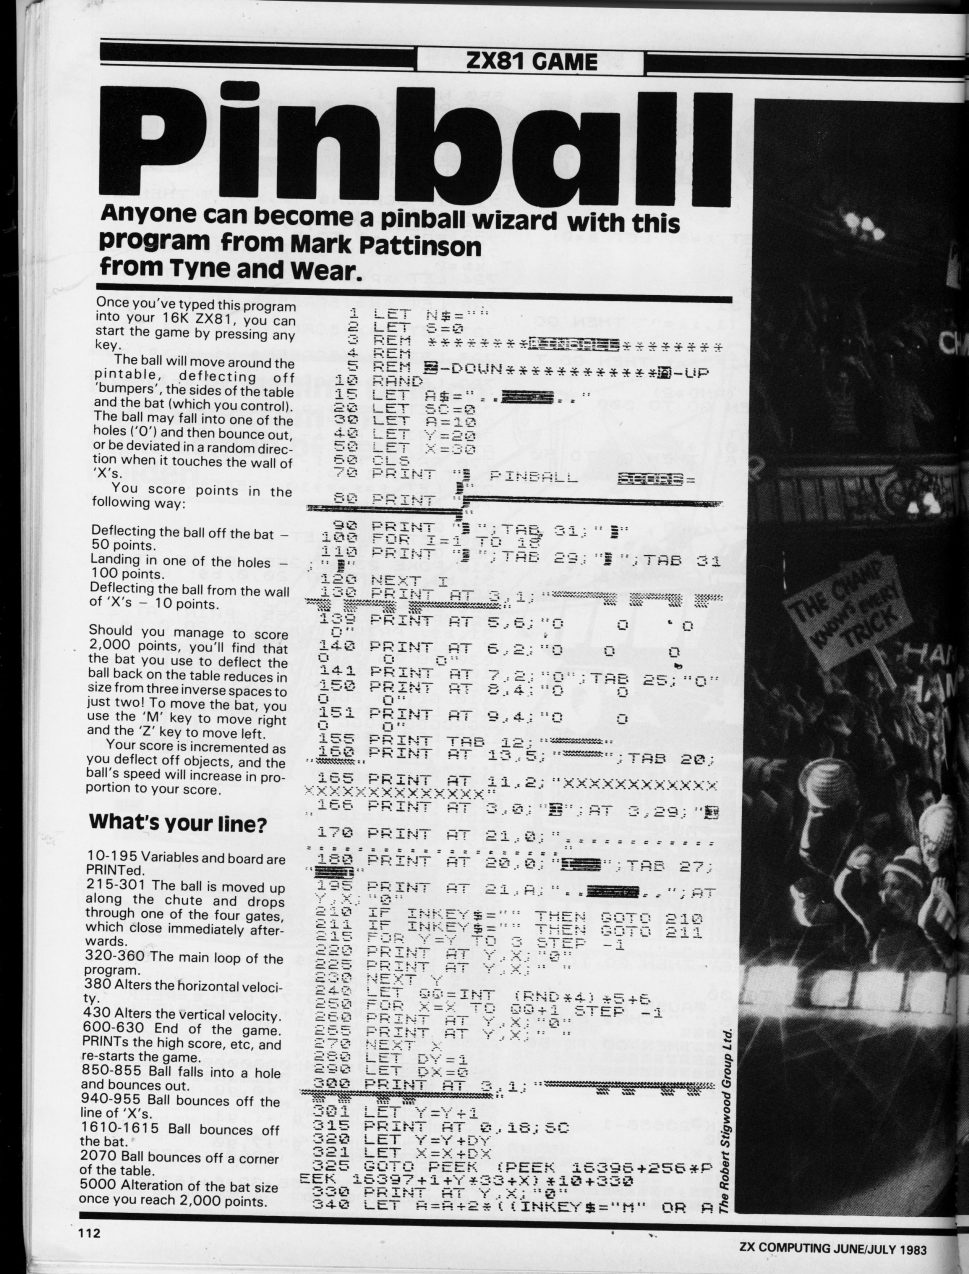 ZX81 GAME
Pinball
Anyone can become a pinball wizard with this
program from Mark Pattinson
from Tyne and Wear.
Once you've typed this program
into your 16K ZX81, you can
start the game by pressing any
key.
The ball will move around the
pintable, deflecting off
'bumpers', the sides of the table
and the bat (which you control).
The ball may fall into one of the
holes ('O') and then bounce out,
or be deviated in a random direc-
tion when it touches the wall of
'X's.
You score points in the
following way:
Deflecting the ball off the bat —
50 points.
Landing in one of the holes —
100 points.
Deflecting the ball from the wall
of 'X's — 10 points.
Should you manage to score
2,000 points, you'll find that
the bat you use to deflect the
ball back on the table reduces in
size from three inverse spaces to
just two! To move the bat, you
use the 'M' key to move right
and the 'Z' key to move left.
Your score is incremented as
you deflect off objects, and the
ball's speed will increase in pro-
portion to your score.
What's your line?
10-195 Variables and board are
PRINTed.
215-301 The ball is moved up
along the chute and drops
through one of the four gates,
which close immediately after-
wards.
320-360 The main loop of the
program.
380 Alters the horizontal veloci-
ty.
430 Alters the vertical velocity.
600-630 End of the game.
PRINTs the high score, etc, and
re-starts the game.
850-855 Ball falls into a hole
and bounces out.
940-955 Ball bounces off the
line of 'X's.
1610-1615 Ball bounces off
the bat.
2070 Ball bounces off a corner
of the table.
5000 Alteration of the bat size
once you reach 2,000 points.
1 LET N$=""
2 LET S=0
3 REM ********PINBALL********
4 REM
5 REM -DOWN************-UP
10 RAND
15 LET A$=".. .."
20 LET SC=0
30 LET A=10
40 LET Y=20
50 LET X=30
60 CLS
70 PRINT " PINBALL SCORE=
"
80 PRINT "
"
90 PRINT " ";TAB 31;" "
100 FOR I=1 TO 18
110 PRINT " ";TAB 29;" ";TAB 31
;" "
120 NEXT I
130 PRINT AT 3,1;"
"
139 PRINT AT 5,6;"O O O
O"
140 PRINT AT 6,2;"O O O
O O O"
141 PRINT AT 7,2;"O";TAB 25;"O"
150 PRINT AT 8,4;"O O
O O"
151 PRINT AT 9,4;"O O
O O"
155 PRINT TAB 12;" "
160 PRINT AT 13,5;" ";TAB 20;
" "
165 PRINT AT 11,2;"XXXXXXXXXXXX
XXXXXXXXXXXXXX"
166 PRINT AT 3,0;" ";AT 3,29;"
"
170 PRINT AT 21,0;"............
..................."
180 PRINT AT 20,0;" ";TAB 27;
" "
195 PRINT AT 21,A;".. ..";AT
Y,X;"0"
210 IF INKEY$="" THEN GOTO 210
211 IF INKEY$="" THEN GOTO 211
215 FOR Y=Y TO 3 STEP -1
220 PRINT AT Y,X;"0"
225 PRINT AT Y,X;" "
230 NEXT Y
240 LET QQ=INT (RND*4)*5+6
250 FOR X=X TO QQ+1 STEP -1
260 PRINT AT Y,X;"0"
265 PRINT AT Y,X;" "
270 NEXT X
280 LET DY=1
290 LET DX=0
300 PRINT AT 3,1;"
"
301 LET Y=Y+1
315 PRINT AT 0,18;SC
320 LET Y=Y+DY
321 LET X=X+DX
325 GOTO PEEK (PEEK 16396+256*P
EEK 16397+1+Y*33+X)*10+330
330 PRINT AT Y,X;"0"
340 LET A=A+2*((INKEY$="M" OR A
THE CHAMP
KNOW EVERY
TRICK
The Robert Stigwood Group Ltd.
112
ZX COMPUTING JUNE/JULY 1983